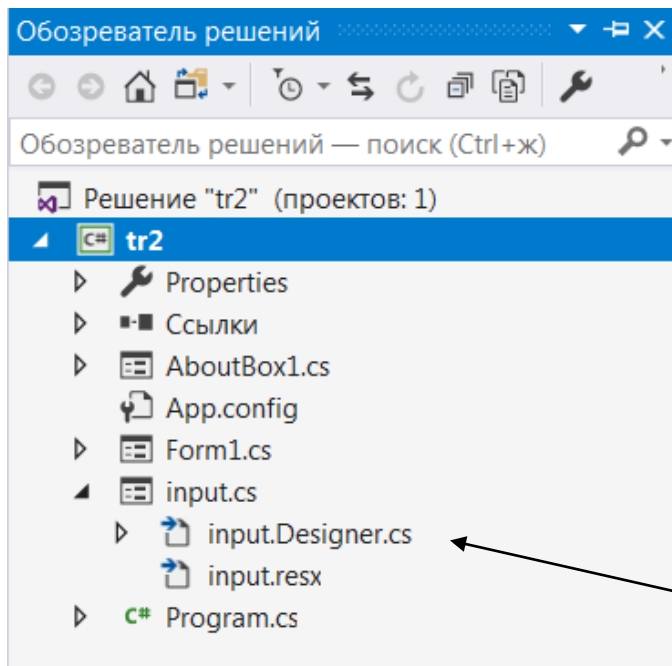 Обозреватель решений
Обозреватель решений — поиск (Ctrl+ж)
Решение "tr2" (проектов: 1)
C# tr2
Properties
Ссылки
AboutBox1.cs
App.config
Form1.cs
input.cs
input.Designer.cs
input.resx
C# Program.cs